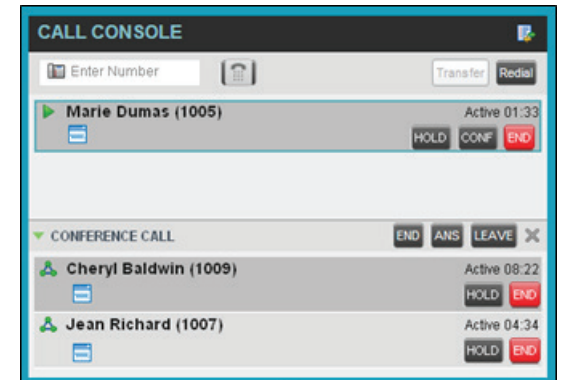 CALL CONSOLE
Enter Number Transfer Redial
Marie Dumas (1005) Active 01:33
HOLD CONF END
CONFERENCE CALL END ANS LEAVE
Cheryl Baldwin (1009) Active 08:22
HOLD END
Jean Richard (1007) Active 04:34
HOLD END